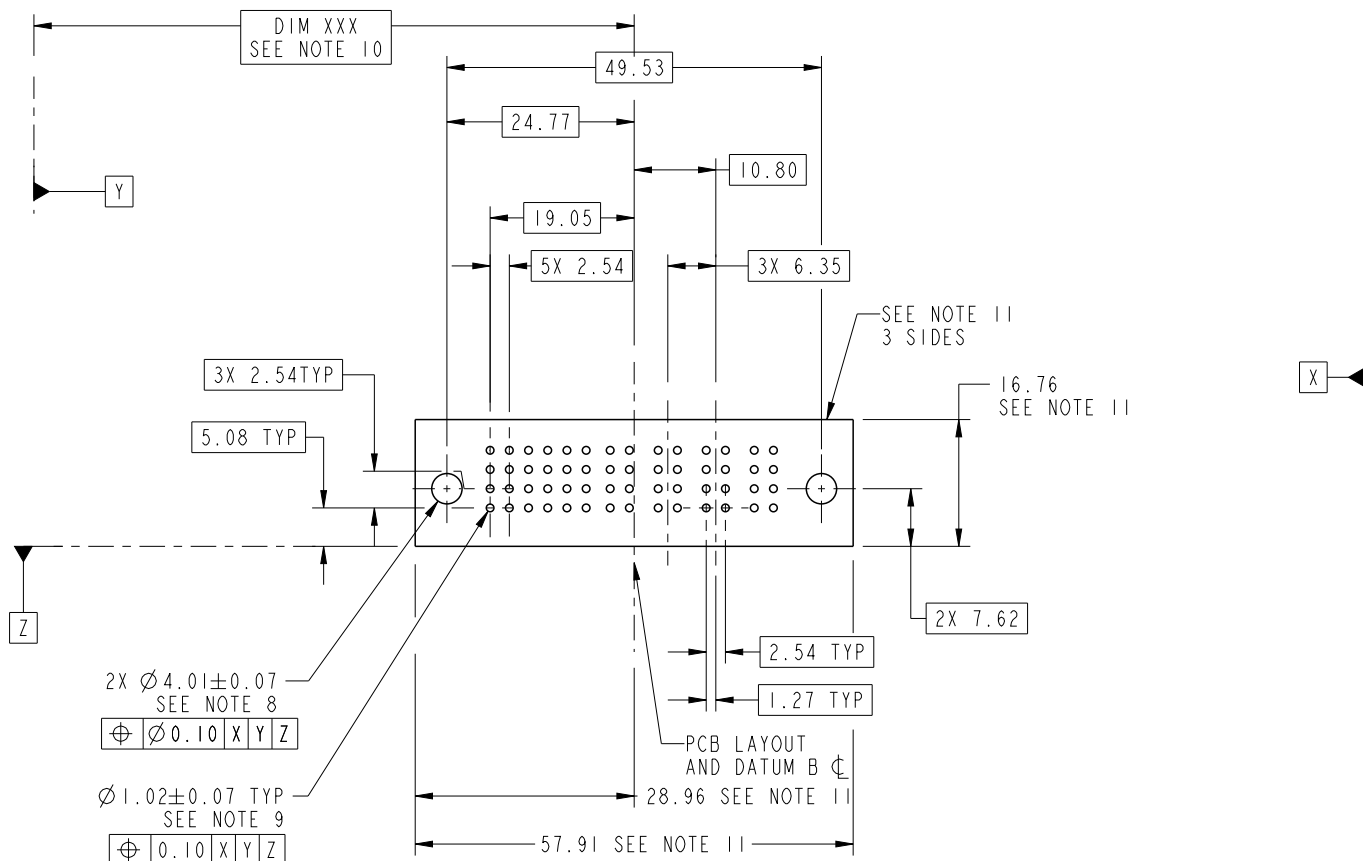 DIM XXX
SEE NOTE 10
49.53
24.77
10.80
Y
19.05
5X 2.54
3X 6.35
SEE NOTE 11
3 SIDES
3X 2.54TYP
X
16.76
SEE NOTE 11
5.08 TYP
Z
2X 7.62
2.54 TYP
2X Ø4.01±0.07
SEE NOTE 8
⌖ Ø0.10 X Y Z
1.27 TYP
PCB LAYOUT
AND DATUM B ℄
Ø1.02±0.07 TYP
SEE NOTE 9
⌖ 0.10 X Y Z
28.96 SEE NOTE 11
57.91 SEE NOTE 11